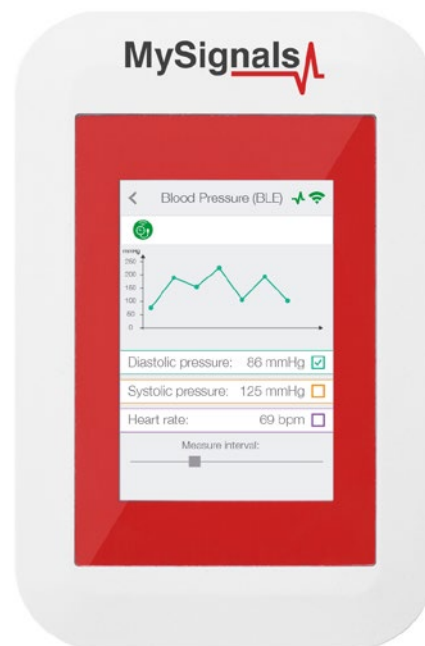 MySignals
Blood Pressure (BLE)
mmHg
250
200
150
100
50
0
Diastolic pressure: 86 mmHg
Systolic pressure: 125 mmHg
Heart rate: 69 bpm
Measure interval: